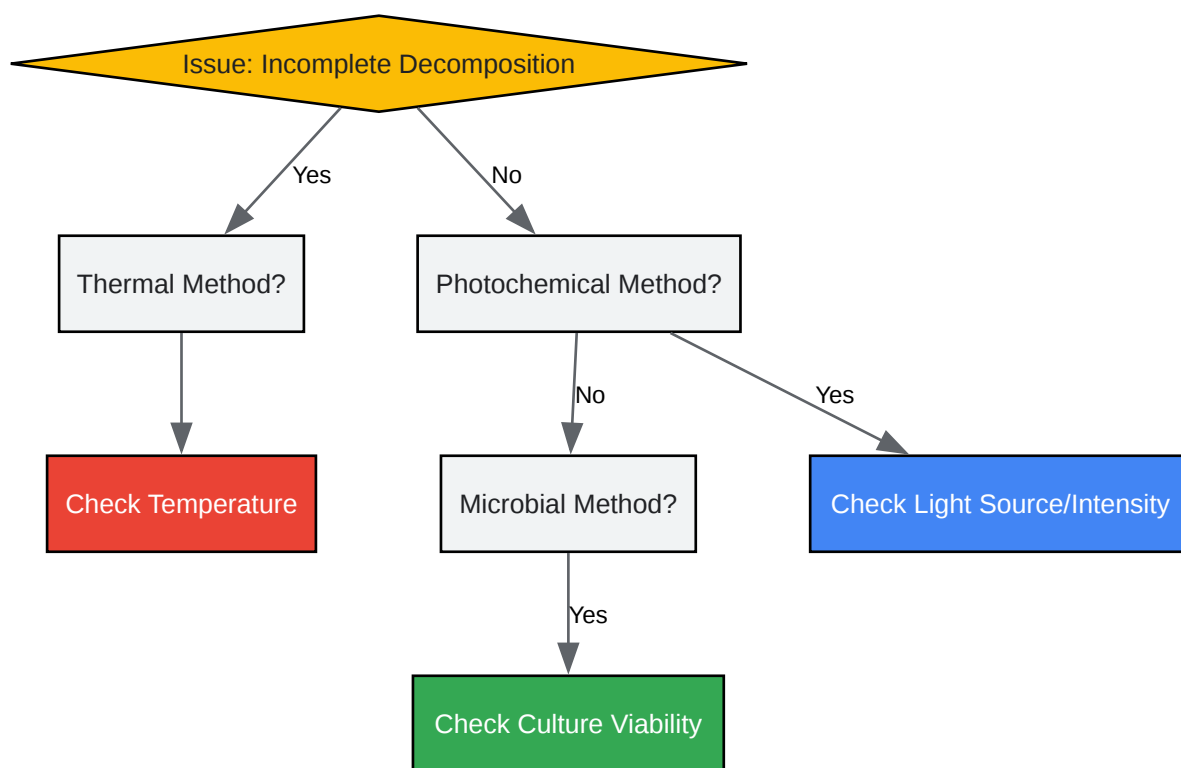 Issue: Incomplete Decomposition
Yes
No
Thermal Method?
Photochemical Method?
No
Yes
Check Temperature
Microbial Method?
Check Light Source/Intensity
Yes
Check Culture Viability